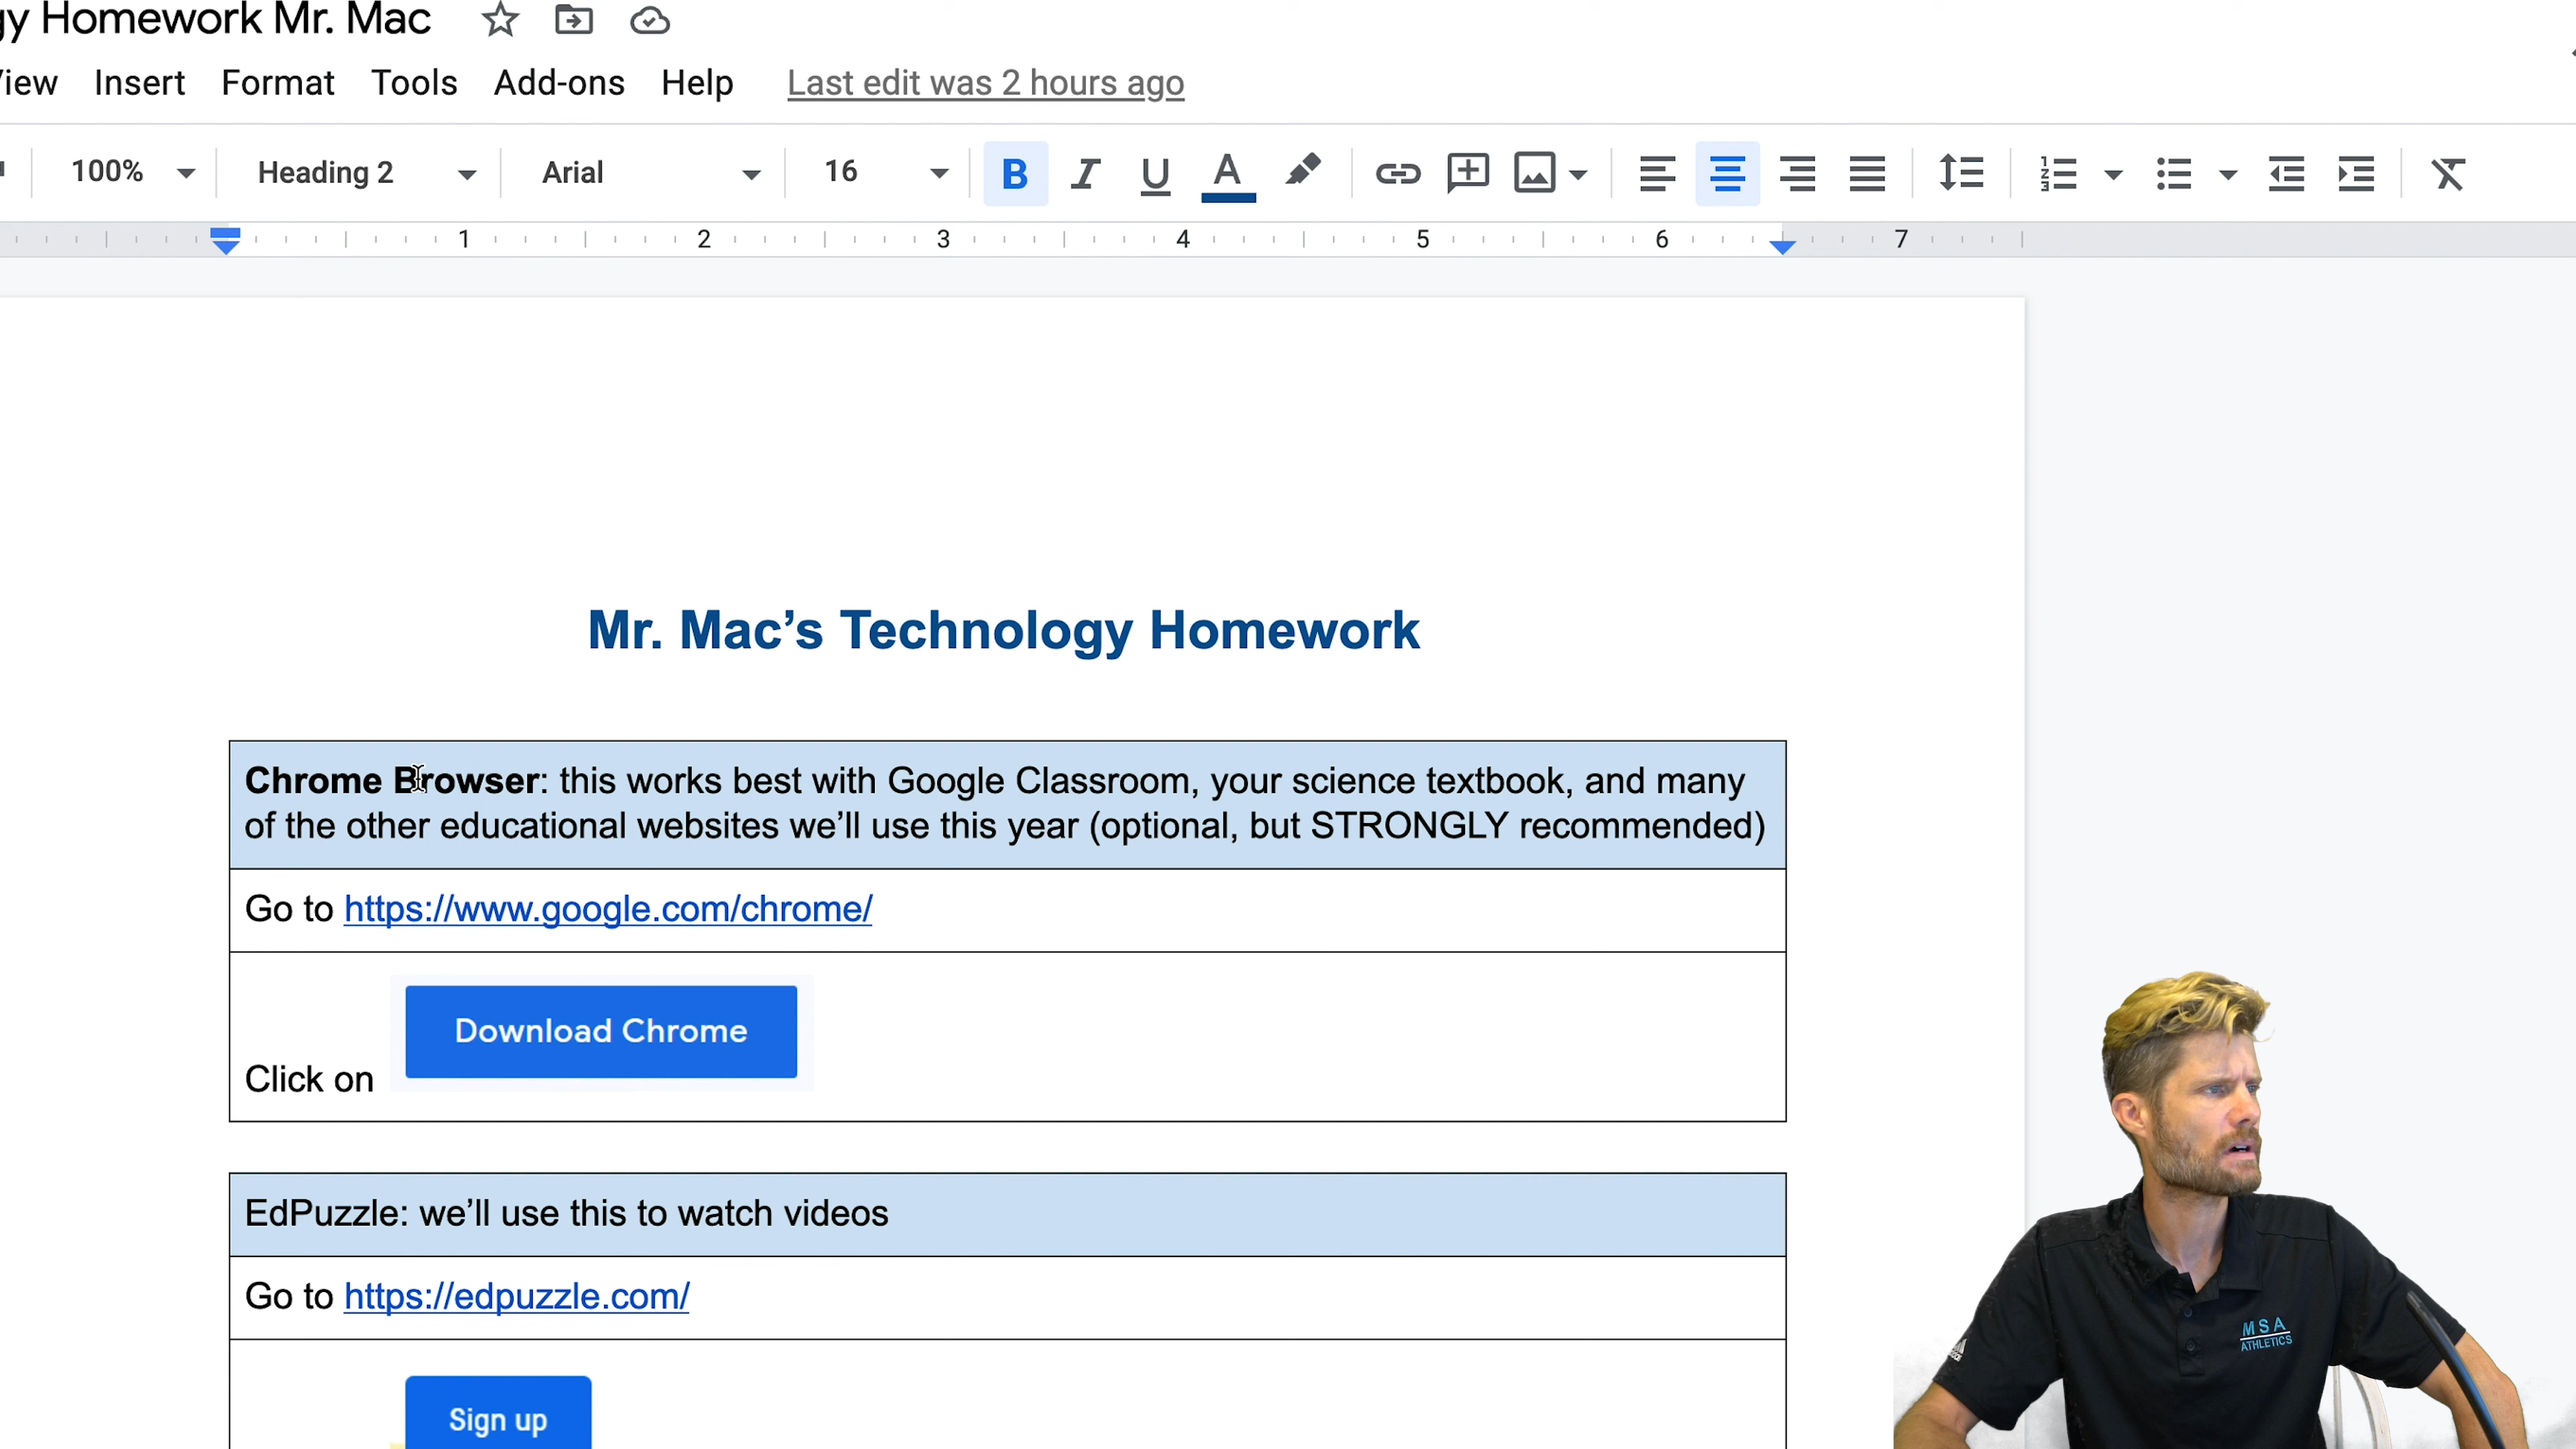 gy Homework Mr. Mac
View Insert Format Tools Add-ons Help Last edit was 2 hours ago
100% Heading 2 Arial 16 B I U A
1 2 3 4 5 6 7
Mr. Mac’s Technology Homework
Chrome Browser: this works best with Google Classroom, your science textbook, and many
of the other educational websites we’ll use this year (optional, but STRONGLY recommended)
Go to https://www.google.com/chrome/
Download Chrome
Click on
EdPuzzle: we’ll use this to watch videos
Go to https://edpuzzle.com/
Sign up
MSA
ATHLETICS